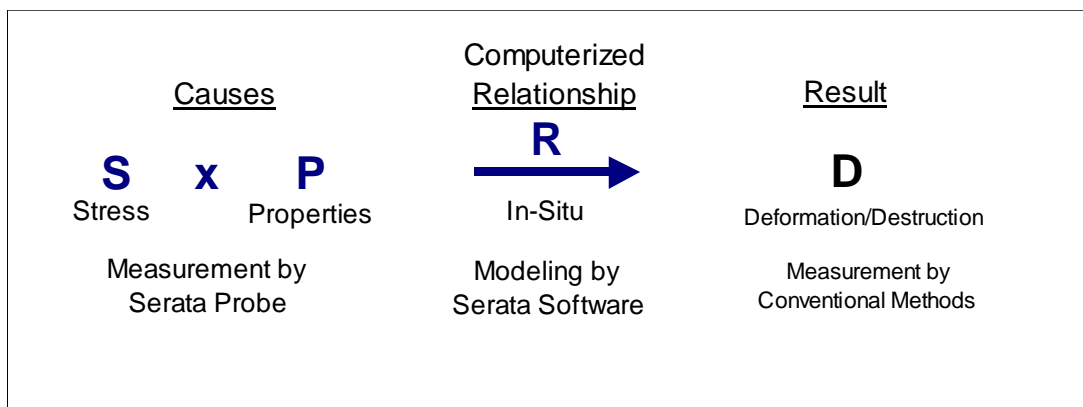 Causes
S x P
Stress
Properties
Measurement by
Serata Probe
Computerized
Relationship
R
In-Situ
Modeling by
Serata Software
Result
D
Deformation/Destruction
Measurement by
Conventional Methods